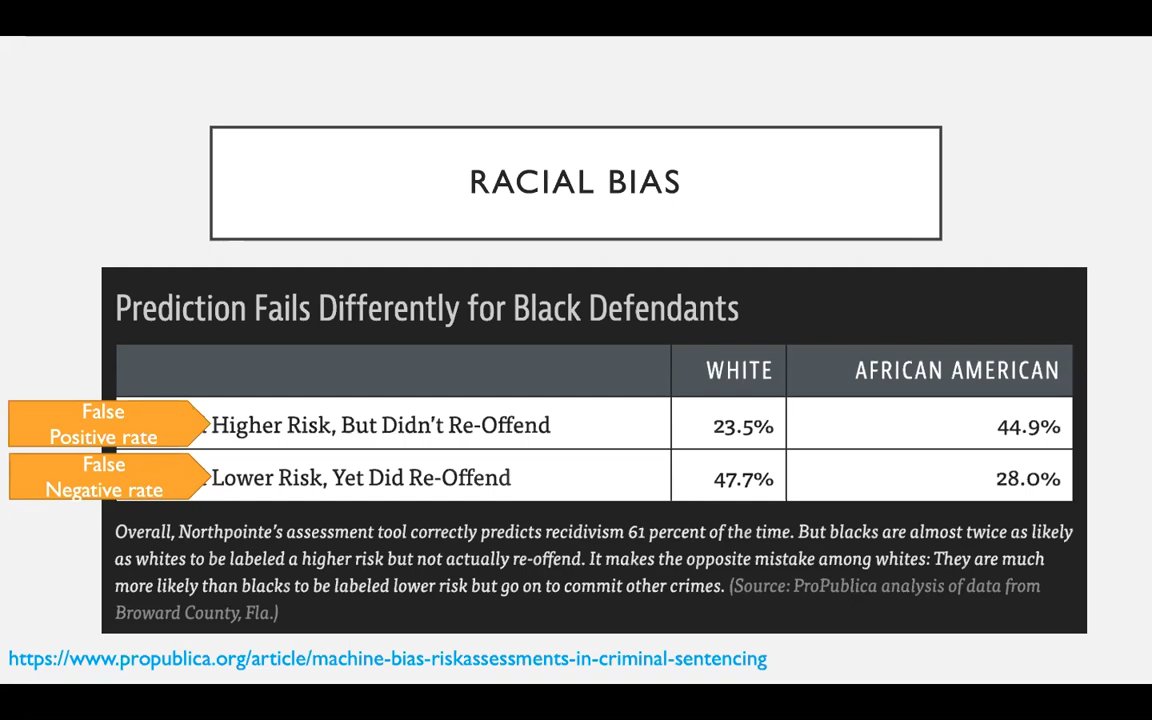 RACIAL BIAS
Prediction Fails Differently for Black Defendants
WHITE AFRICAN AMERICAN
False
Positive rate
Higher Risk, But Didn't Re-Offend 23.5% 44.9%
False
Negative rate
Lower Risk, Yet Did Re-Offend 47.7% 28.0%
Overall, Northpointe's assessment tool correctly predicts recidivism 61 percent of the time. But blacks are almost twice as likely
as whites to be labeled a higher risk but not actually re-offend. It makes the opposite mistake among whites: They are much
more likely than blacks to be labeled lower risk but go on to commit other crimes. (Source: ProPublica analysis of data from
Broward County, Fla.)
https://www.propublica.org/article/machine-bias-riskassessments-in-criminal-sentencing